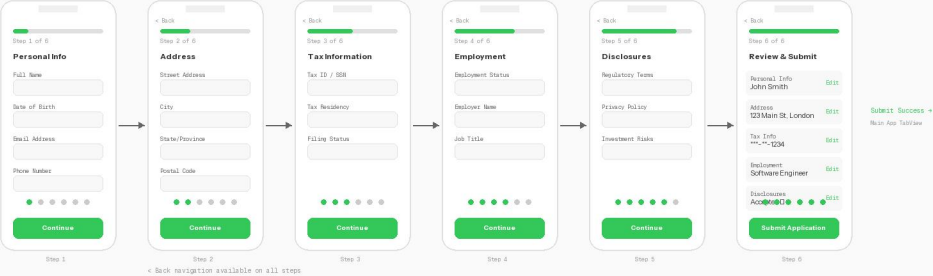 Step 1 of 6
Personal Info
Full Name
Date of Birth
Email Address
Phone Number
Continue
Step 1
< Back
Step 2 of 6
Address
Street Address
City
State/Province
Postal Code
Continue
Step 2
< Back
Step 3 of 6
Tax Information
Tax ID / SSN
Tax Residency
Filing Status
Continue
Step 3
< Back
Step 4 of 6
Employment
Employment Status
Employer Name
Job Title
Continue
Step 4
< Back
Step 5 of 6
Disclosures
Regulatory Terms
Privacy Policy
Investment Risks
Continue
Step 5
< Back
Step 6 of 6
Review & Submit
Personal Info
John Smith
Edit
Address
123 Main St, London
Edit
Tax Info
***-**-1234
Edit
Employment
Software Engineer
Edit
Disclosures
Edit
Submit Application
Step 6
Submit Success →
Main App TabView
< Back navigation available on all steps